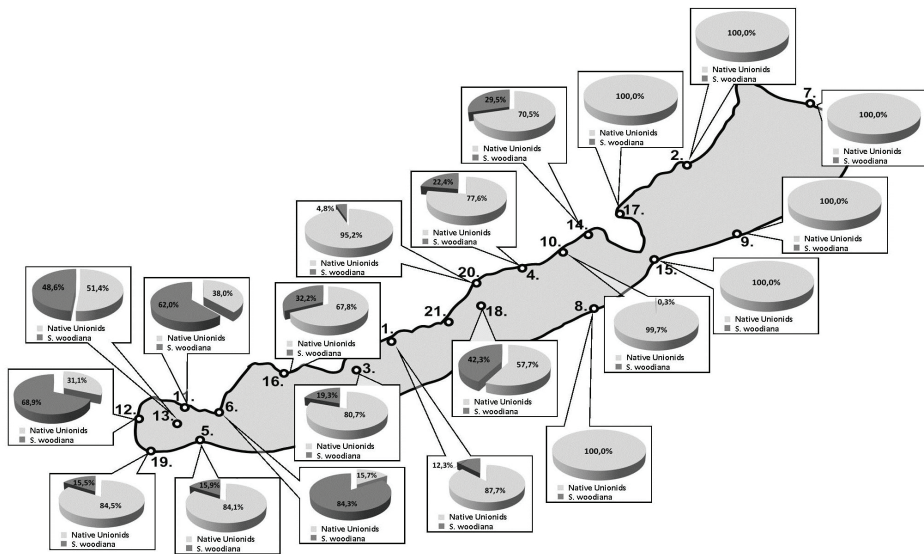 100,0%
Native Unionids
S. woodiana
7.
100,0%
Native Unionids
S. woodiana
100,0%
Native Unionids
S. woodiana
29,5%
70,5%
Native Unionids
S. woodiana
2.
22,4%
77,6%
Native Unionids
S. woodiana
100,0%
Native Unionids
S. woodiana
17.
4,8%
95,2%
Native Unionids
S. woodiana
14.
10.
9.
15.
20.
4.
100,0%
Native Unionids
S. woodiana
48,6%
51,4%
Native Unionids
S. woodiana
62,0%
38,0%
Native Unionids
S. woodiana
32,2%
67,8%
Native Unionids
S. woodiana
21.
18.
8.
0,3%
99,7%
Native Unionids
S. woodiana
1.
42,3%
57,7%
Native Unionids
S. woodiana
16.
3.
31,1%
68,9%
Native Unionids
S. woodiana
19,3%
80,7%
Native Unionids
S. woodiana
11.
12.
13.
6.
5.
19.
100,0%
Native Unionids
S. woodiana
15,5%
84,5%
Native Unionids
S. woodiana
15,9%
84,1%
Native Unionids
S. woodiana
15,7%
84,3%
Native Unionids
S. woodiana
12,3%
87,7%
Native Unionids
S. woodiana